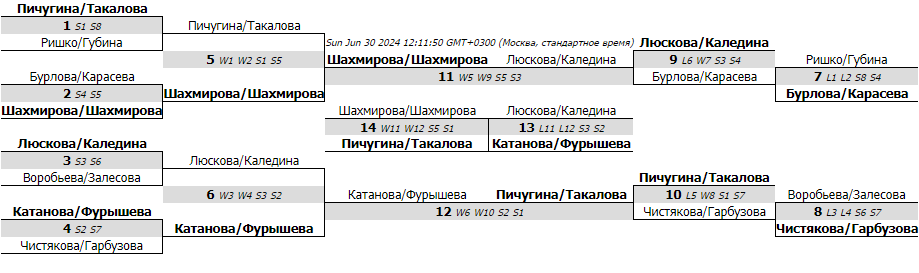 Пичугина/Такалова
1 S1 S8
Ришко/Губина
Пичугина/Такалова
5 W1 W2 S1 S5
Шахмирова/Шахмирова
Бурлова/Карасева
2 S4 S5
Шахмирова/Шахмирова
Sun Jun 30 2024 12:11:50 GMT+0300 (Москва, стандартное время)
Шахмирова/Шахмирова Люскова/Каледина
11 W5 W9 S5 S3
Люскова/Каледина
9 L6 W7 S3 S4
Бурлова/Карасева
Ришко/Губина
7 L1 L2 S8 S4
Бурлова/Карасева
Шахмирова/Шахмирова
14 W11 W12 S5 S1
Пичугина/Такалова
Люскова/Каледина
13 L11 L12 S3 S2
Катанова/Фурышева
Люскова/Каледина
3 S3 S6
Воробьева/Залесова
Люскова/Каледина
6 W3 W4 S3 S2
Катанова/Фурышева
Катанова/Фурышева
4 S2 S7
Чистякова/Гарбузова
Катанова/Фурышева Пичугина/Такалова
12 W6 W10 S2 S1
Пичугина/Такалова
10 L5 W8 S1 S7
Чистякова/Гарбузова
Воробьева/Залесова
8 L3 L4 S6 S7
Чистякова/Гарбузова